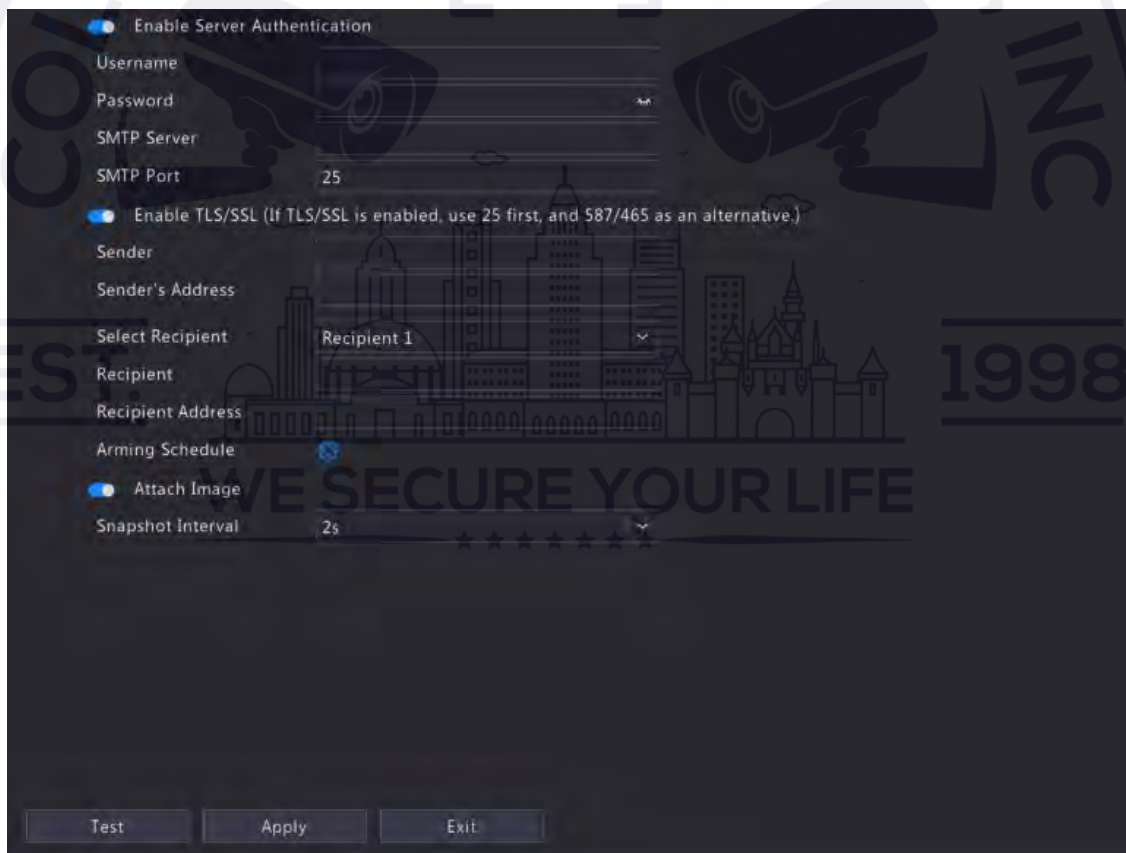 Enable Server Authentication
Username
Password
SMTP Server
SMTP Port 25
Enable TLS/SSL (If TLS/SSL is enabled, use 25 first, and 587/465 as an alternative.)
Sender
Sender's Address
Select Recipient Recipient 1
Recipient
Recipient Address
Arming Schedule
Attach Image
Snapshot Interval 2s
Test Apply Exit
INC
EST. 1998
WE SECURE YOUR LIFE